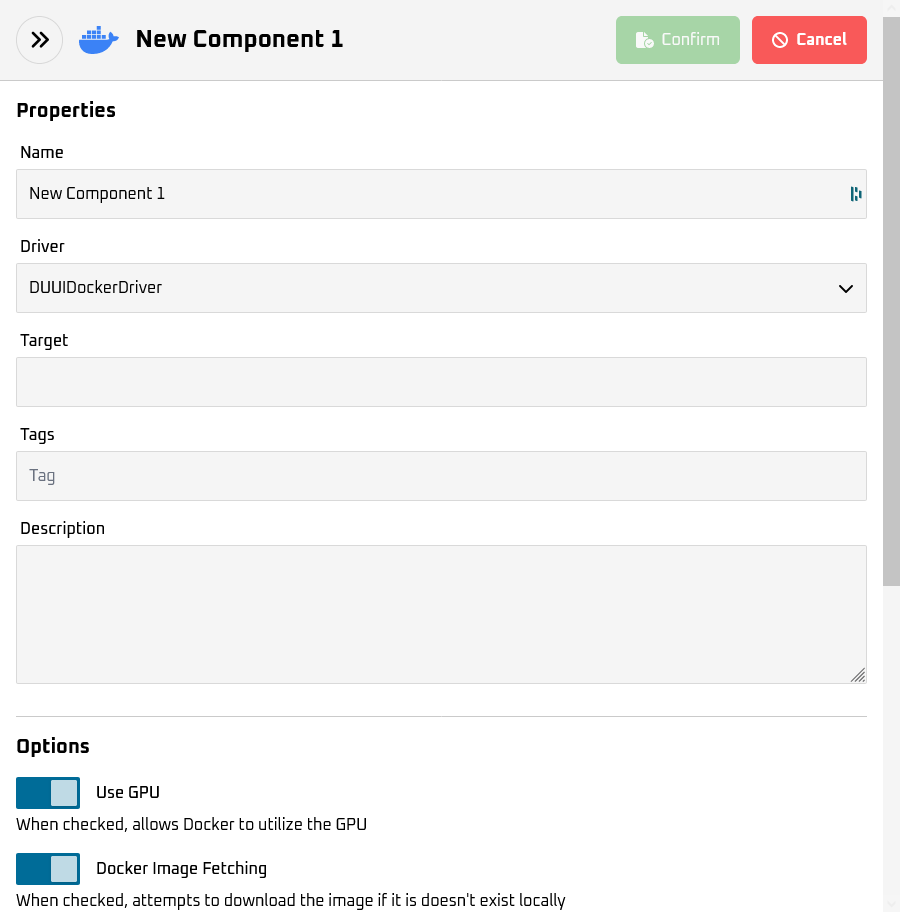 New Component 1
Confirm
Cancel
Properties
Name
New Component 1
Driver
DUUIDockerDriver
Target
Tags
Tag
Description
Options
Use GPU
When checked, allows Docker to utilize the GPU
Docker Image Fetching
When checked, attempts to download the image if it is doesn't exist locally